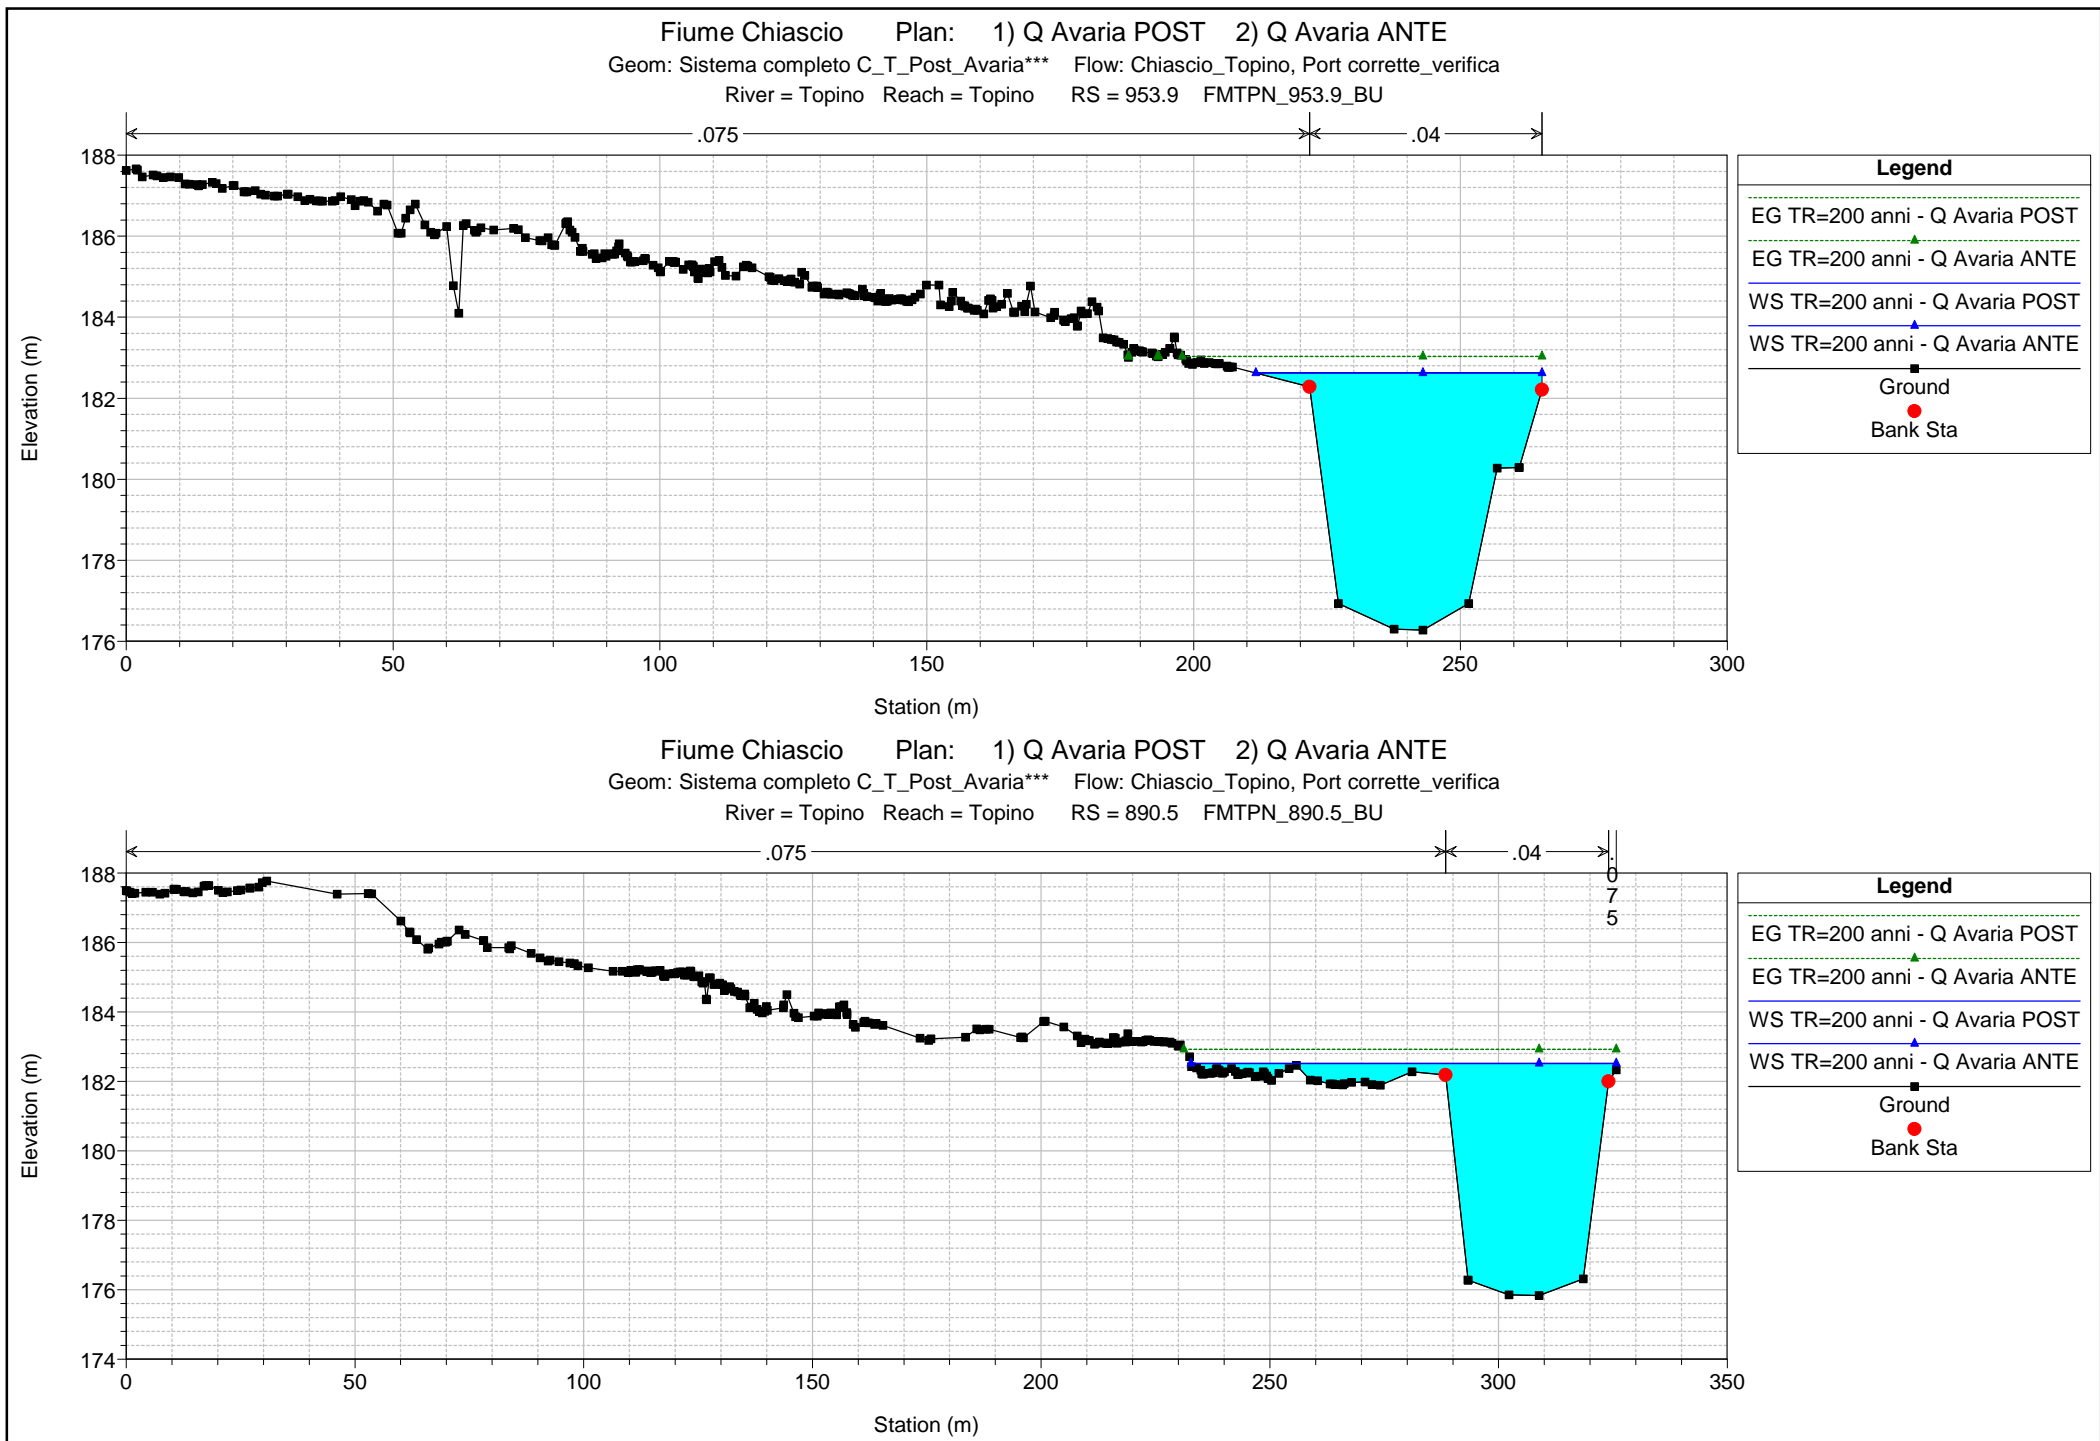 Fiume Chiascio Plan: 1) Q Avaria POST 2) Q Avaria ANTE
Geom: Sistema completo C_T_Post_Avaria*** Flow: Chiascio_Topino, Port corrette_verifica
River = Topino Reach = Topino RS = 953.9 FMTPN_953.9_BU
.075 .04
188
186
184
182
180
178
176
Elevation (m)
0 50 100 150 200 250 300
Station (m)
Legend
EG TR=200 anni - Q Avaria POST
EG TR=200 anni - Q Avaria ANTE
WS TR=200 anni - Q Avaria POST
WS TR=200 anni - Q Avaria ANTE
Ground
Bank Sta
Fiume Chiascio Plan: 1) Q Avaria POST 2) Q Avaria ANTE
Geom: Sistema completo C_T_Post_Avaria*** Flow: Chiascio_Topino, Port corrette_verifica
River = Topino Reach = Topino RS = 890.5 FMTPN_890.5_BU
.075 .04 .075
188
186
184
182
180
178
176
174
Elevation (m)
0 50 100 150 200 250 300 350
Station (m)
Legend
EG TR=200 anni - Q Avaria POST
EG TR=200 anni - Q Avaria ANTE
WS TR=200 anni - Q Avaria POST
WS TR=200 anni - Q Avaria ANTE
Ground
Bank Sta